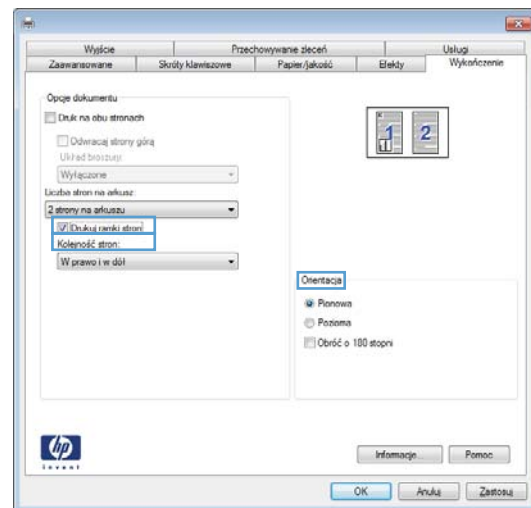 Wyjście Przechowywanie zleceń Usługi
Zaawansowane Skróty klawiszowe Papier/jakość Efekty Wykończenie
Opcje dokumentu
Druk na obu stronach
Odwracaj strony górą
Układ broszury:
Wyłączone
Liczba stron na arkusz:
2 strony na arkuszu
Drukuj ramki stron
Kolejność stron:
W prawo i w dół
1 2
Orientacja
Pionowa
Pozioma
Obróć o 180 stopni
hp
invent
Informacje... Pomoc
OK Anuluj Zastosuj